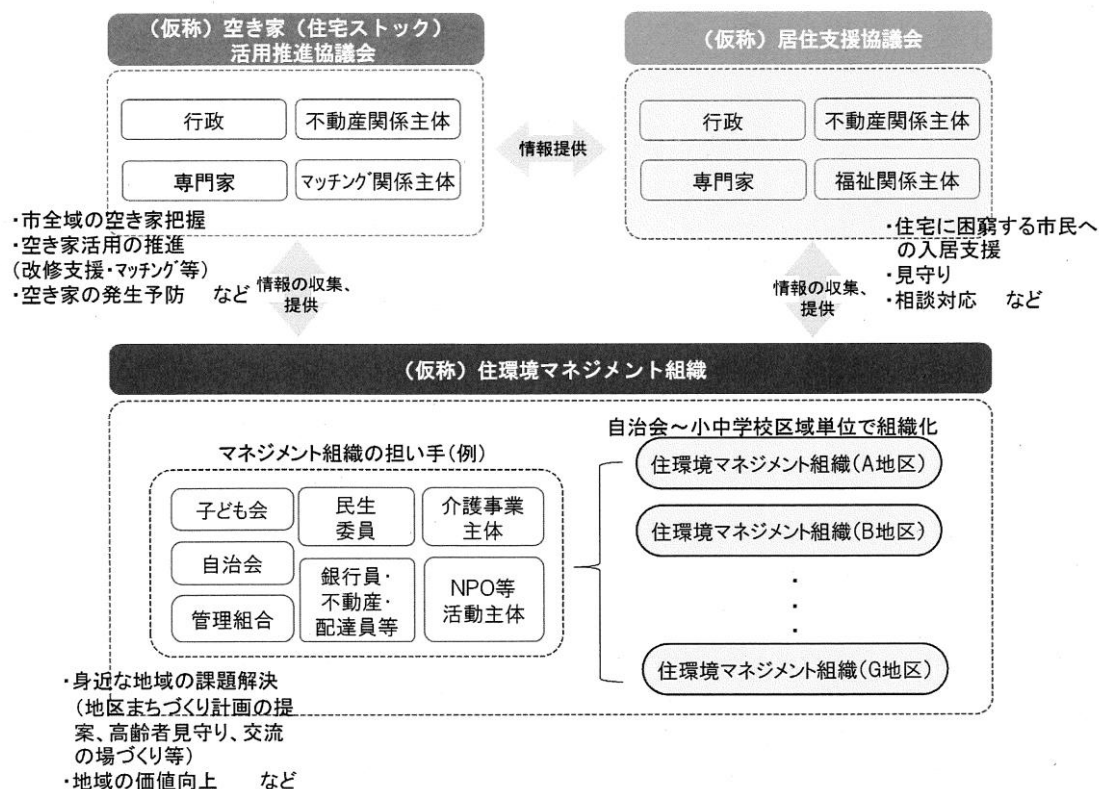 (仮称)空き家(住宅ストック)
活用推進協議会
行政
不動産関係主体
専門家
マッチング関係主体
・市全域の空き家把握
・空き家活用の推進
(改修支援・マッチング等)
・空き家の発生予防　など
情報提供
(仮称)居住支援協議会
行政
不動産関係主体
専門家
福祉関係主体
・住宅に困窮する市民へ
の入居支援
・見守り
・相談対応　など
情報の収集、
提供
情報の収集、
提供
(仮称)住環境マネジメント組織
マネジメント組織の担い手(例)
子ども会
民生
委員
介護事業
主体
自治会
銀行員・
不動産・
配達員等
NPO等
活動主体
管理組合
自治会～小中学校区域単位で組織化
住環境マネジメント組織(A地区)
住環境マネジメント組織(B地区)
・
・
・
住環境マネジメント組織(G地区)
・身近な地域の課題解決
(地区まちづくり計画の提
案、高齢者見守り、交流
の場づくり等)
・地域の価値向上　など